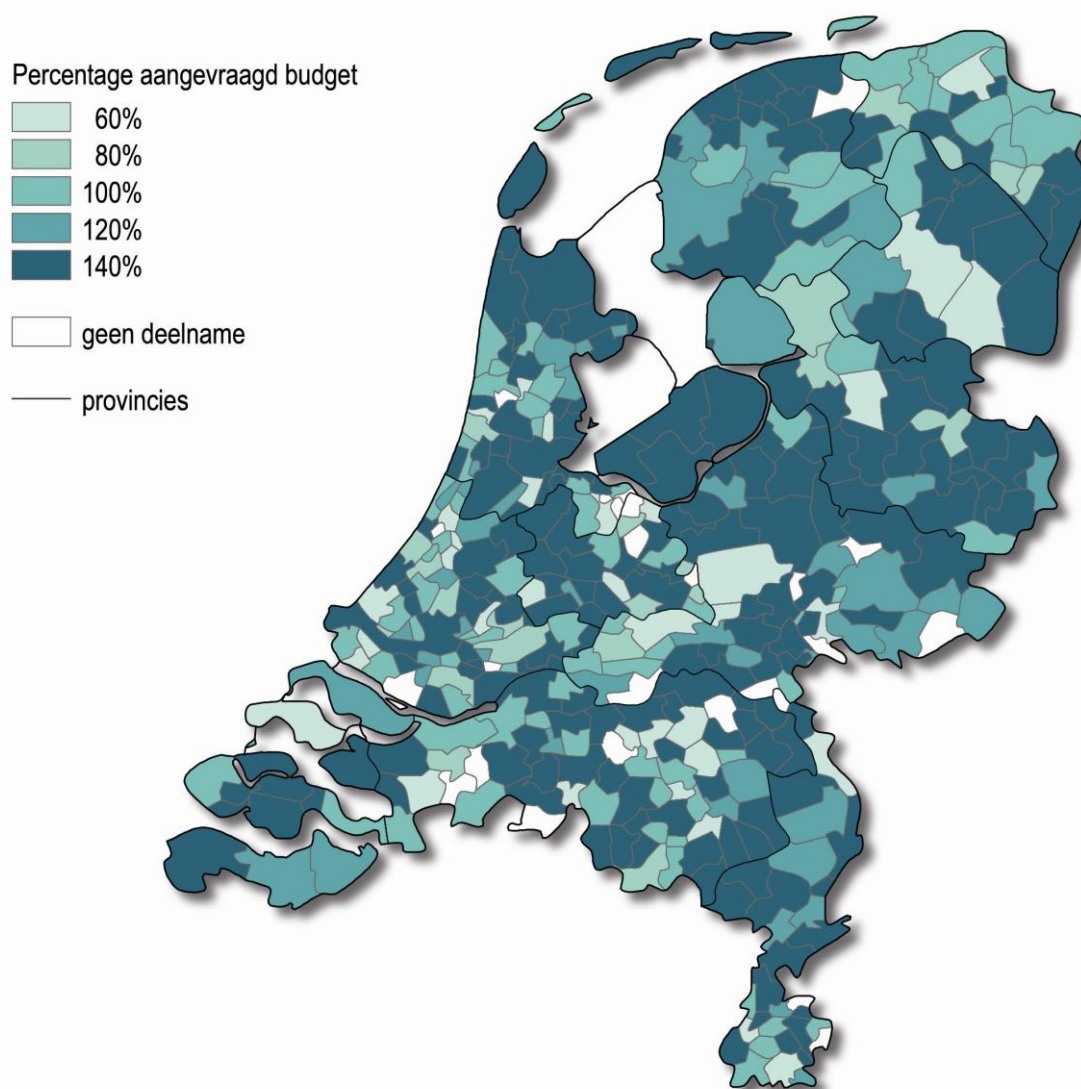 Percentage aangevraagd budget
60%
80%
100%
120%
140%
geen deelname
provincies